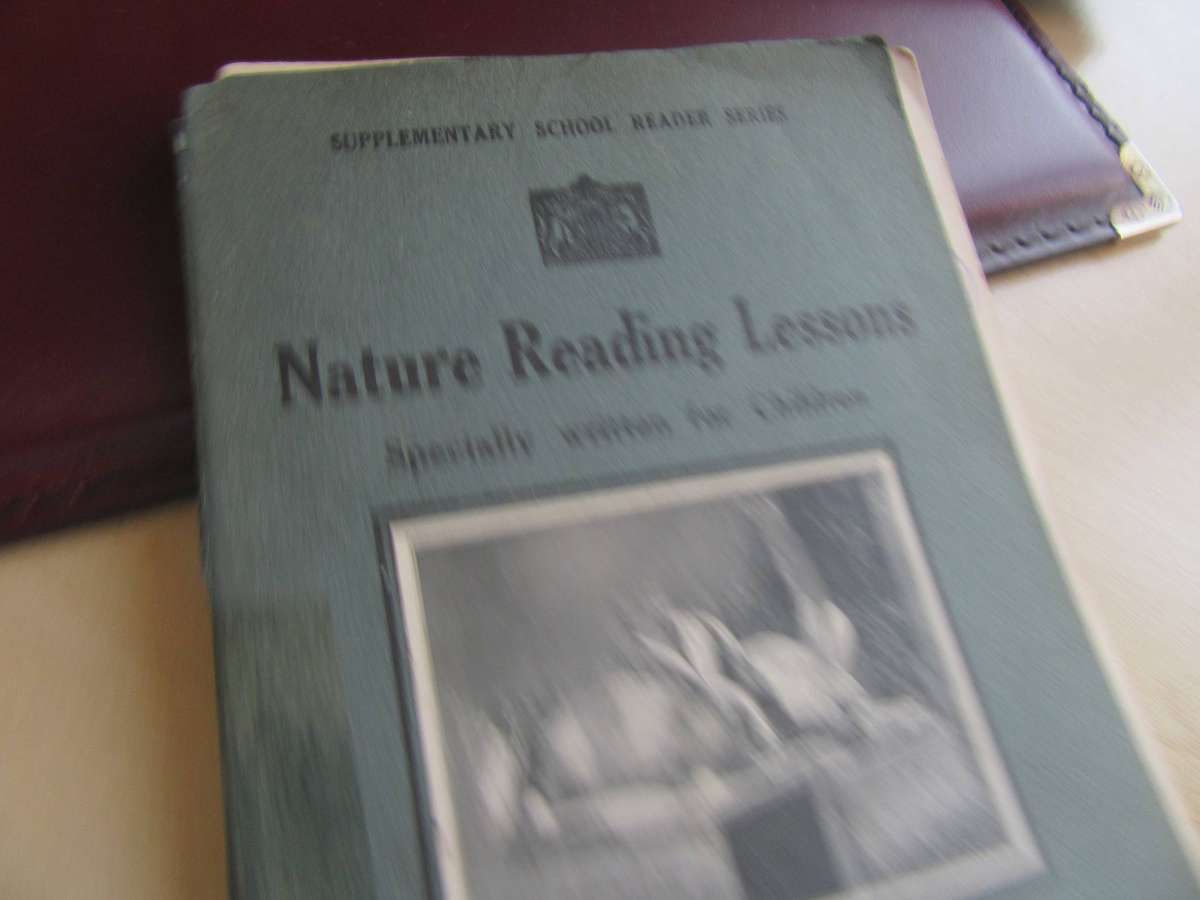 SUPPLEMENTARY SCHOOL READER SERIES
Nature Reading Lessons
Specially written for Children